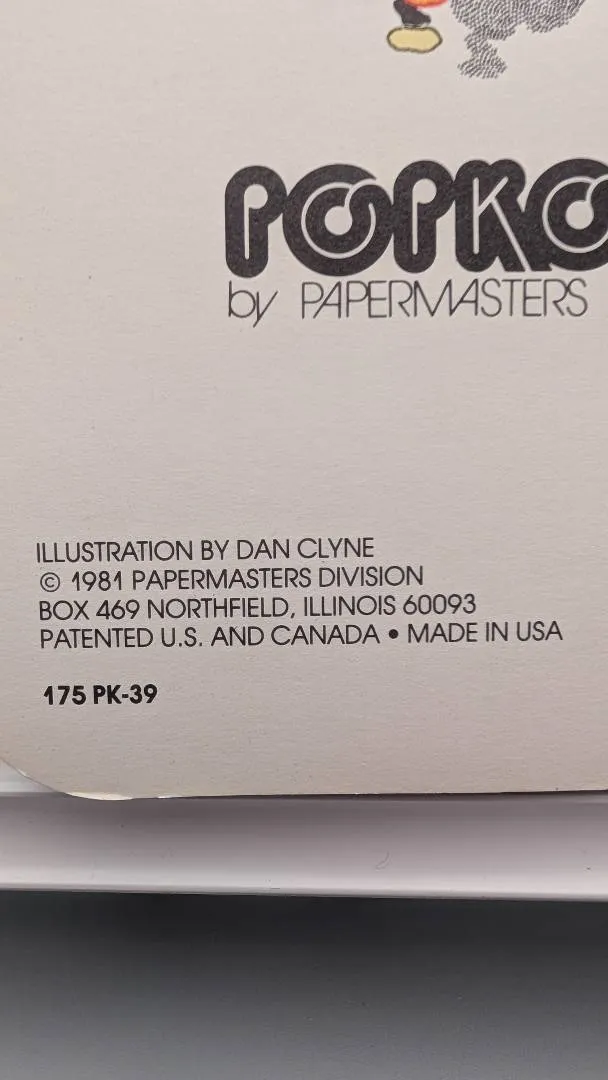 POPKO
by PAPERMASTERS
ILLUSTRATION BY DAN CLYNE
© 1981 PAPERMASTERS DIVISION
BOX 469 NORTHFIELD, ILLINOIS 60093
PATENTED U.S. AND CANADA • MADE IN USA
175 PK-39